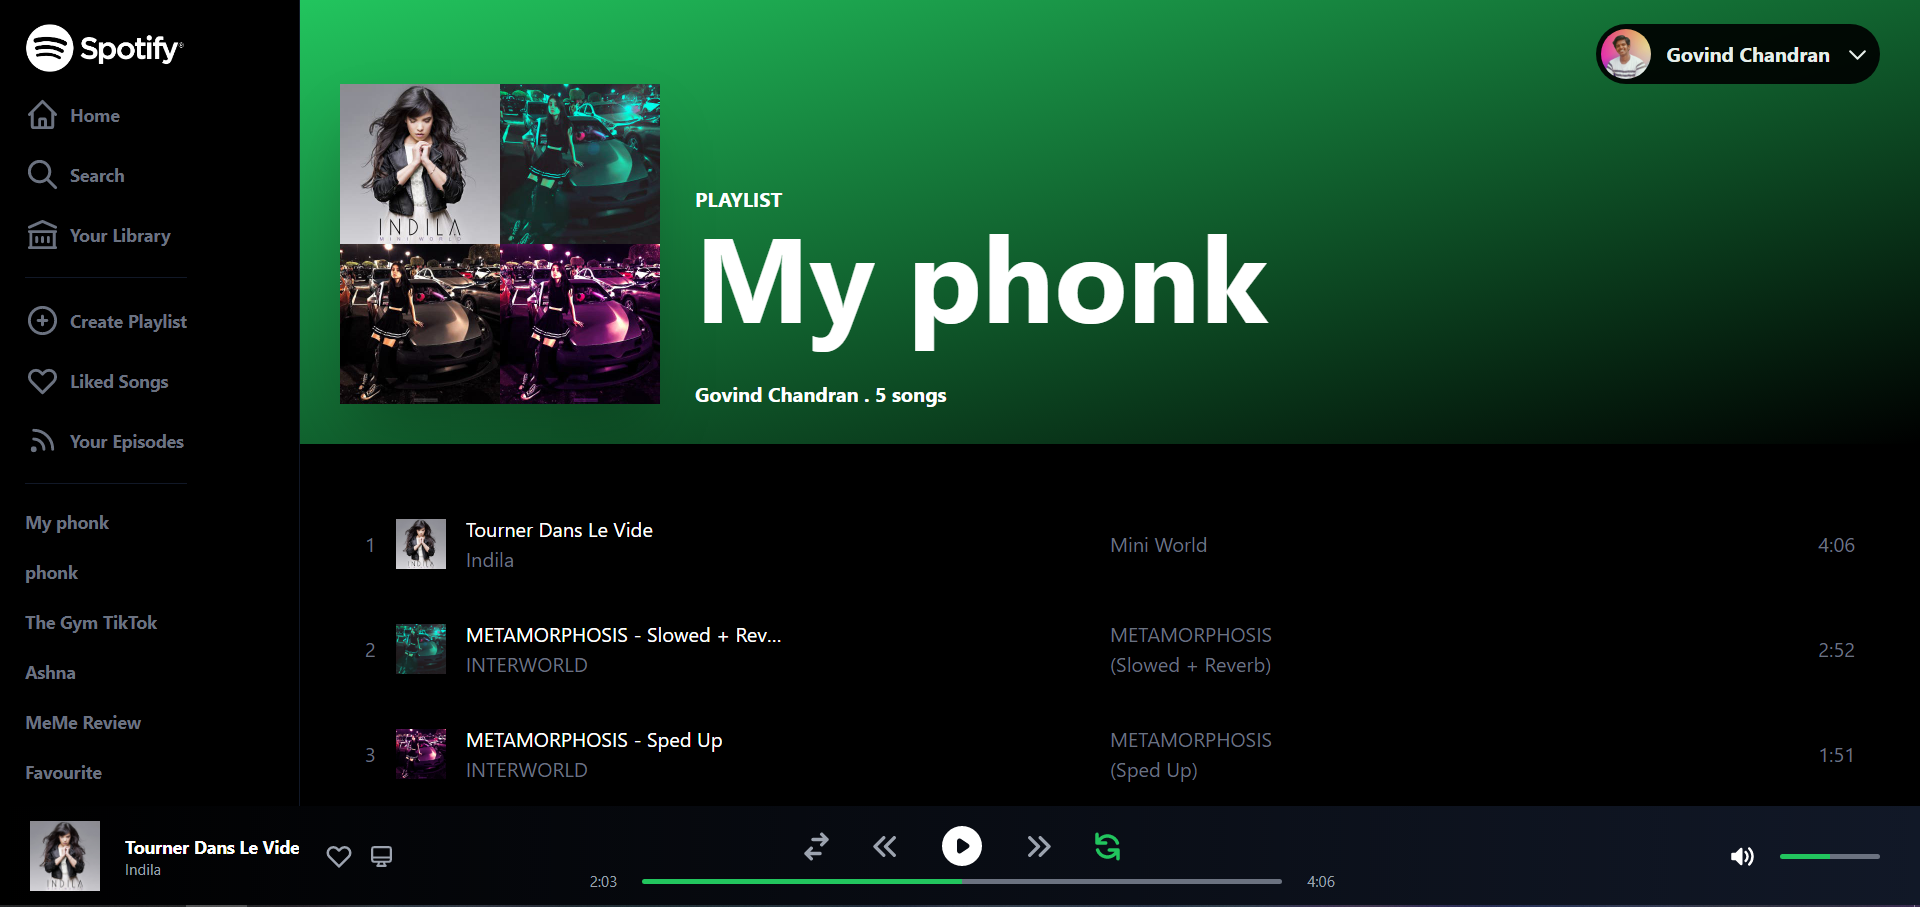 Spotify®
Home
Search
Your Library
Create Playlist
Liked Songs
Your Episodes
My phonk
phonk
The Gym TikTok
Ashna
MeMe Review
Favourite
Govind Chandran
INDILA
MINI WORLD
PLAYLIST
My phonk
Govind Chandran . 5 songs
1
Tourner Dans Le Vide
Indila
Mini World
4:06
2
METAMORPHOSIS - Slowed + Rev...
INTERWORLD
METAMORPHOSIS
(Slowed + Reverb)
2:52
3
METAMORPHOSIS - Sped Up
INTERWORLD
METAMORPHOSIS
(Sped Up)
1:51
INDILA
Tourner Dans Le Vide
Indila
2:03
4:06